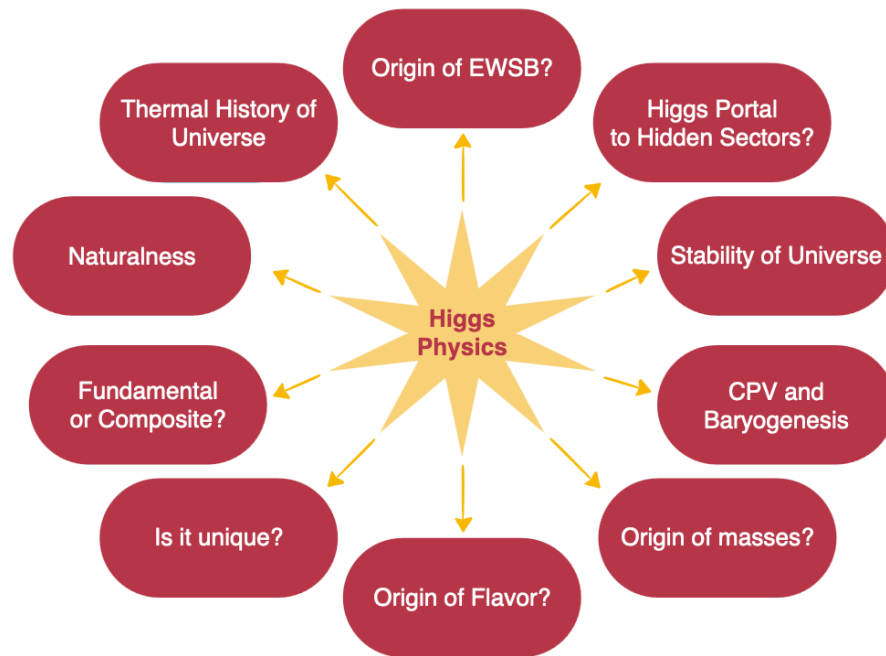 Origin of EWSB?
Thermal History of
Universe
Higgs Portal
to Hidden Sectors?
Naturalness
Stability of Universe
Higgs
Physics
Fundamental
or Composite?
CPV and
Baryogenesis
Is it unique?
Origin of masses?
Origin of Flavor?